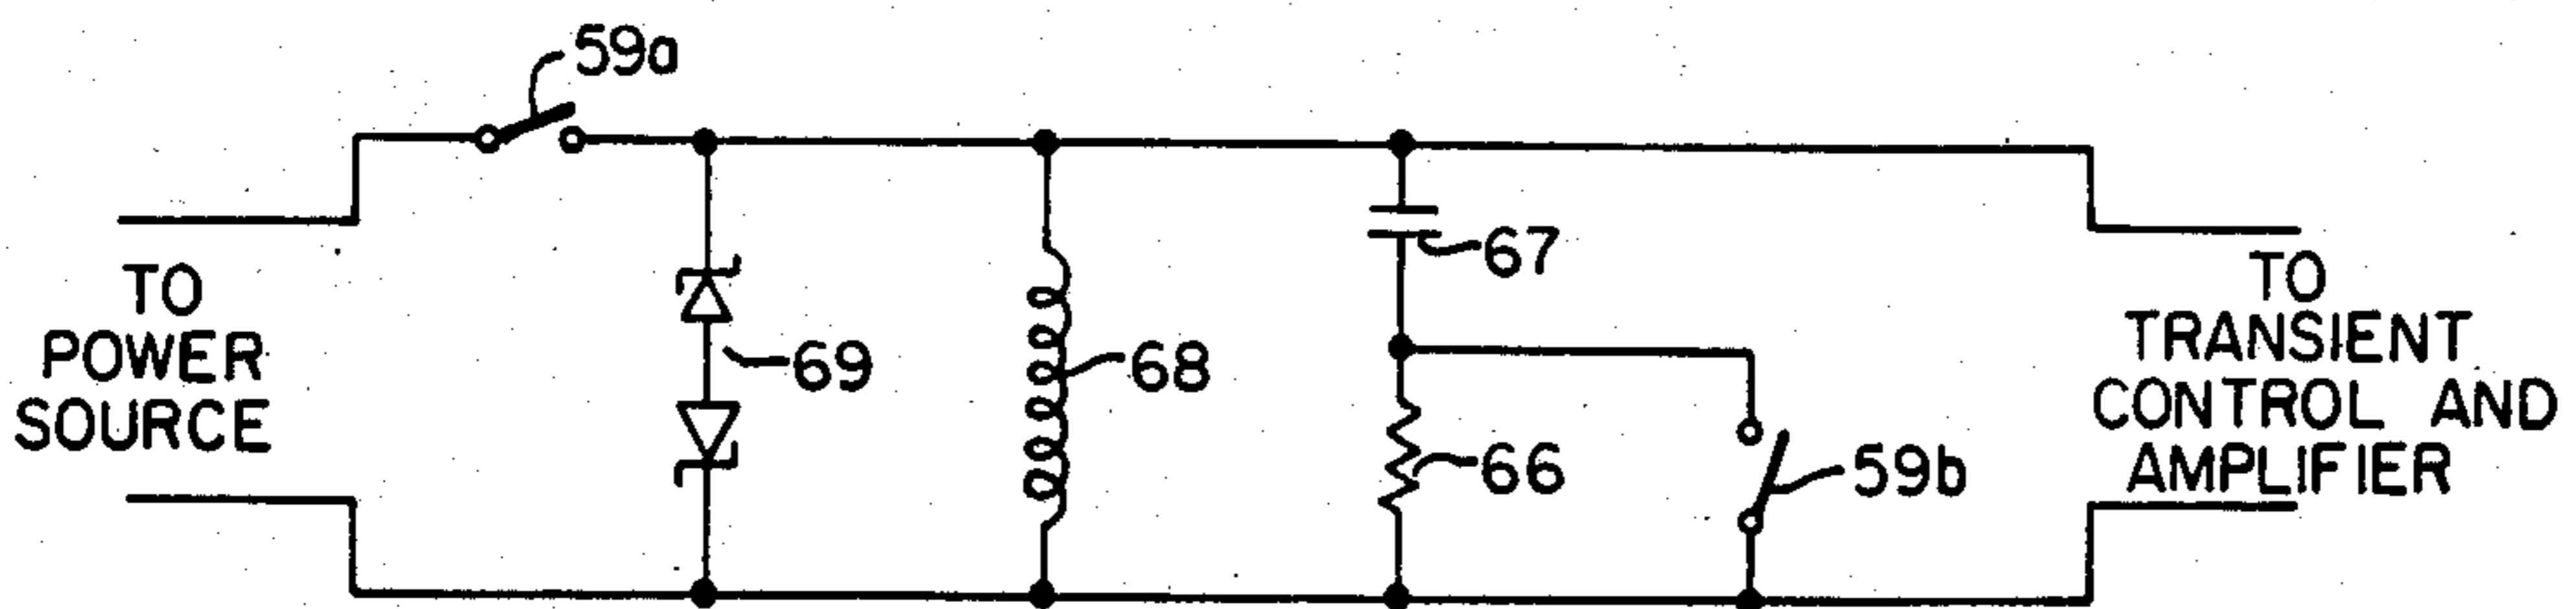 59a
TO
POWER
SOURCE
69
68
67
66
59b
TO
TRANSIENT
CONTROL AND
AMPLIFIER